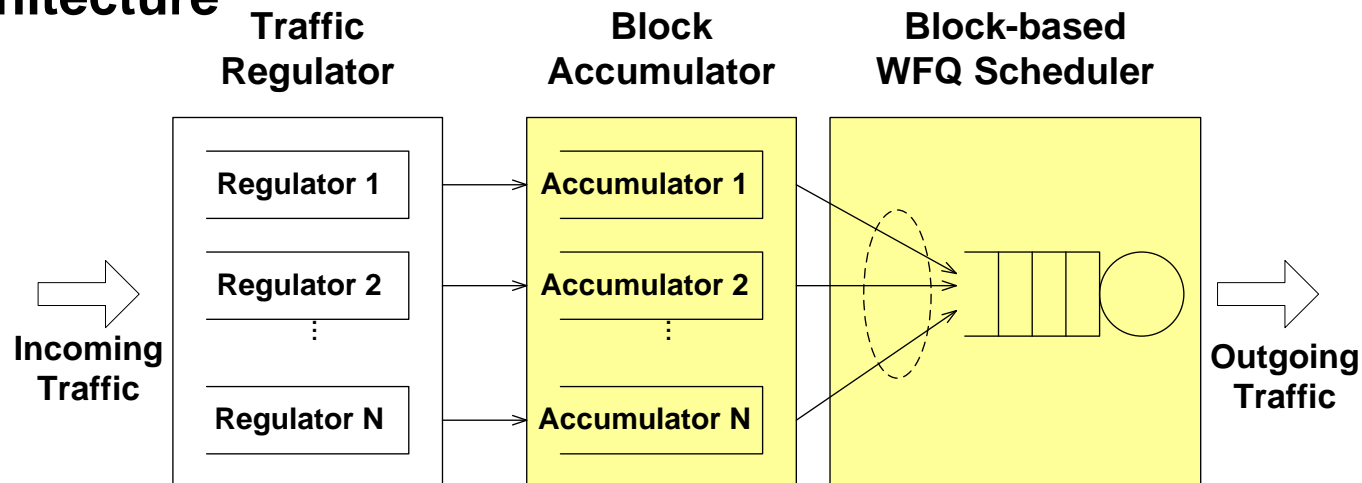 Traffic
Regulator
Block
Accumulator
Block-based
WFQ Scheduler
Regulator 1
Accumulator 1
Regulator 2
Accumulator 2
...
...
Incoming
Traffic
Outgoing
Traffic
Regulator N
Accumulator N